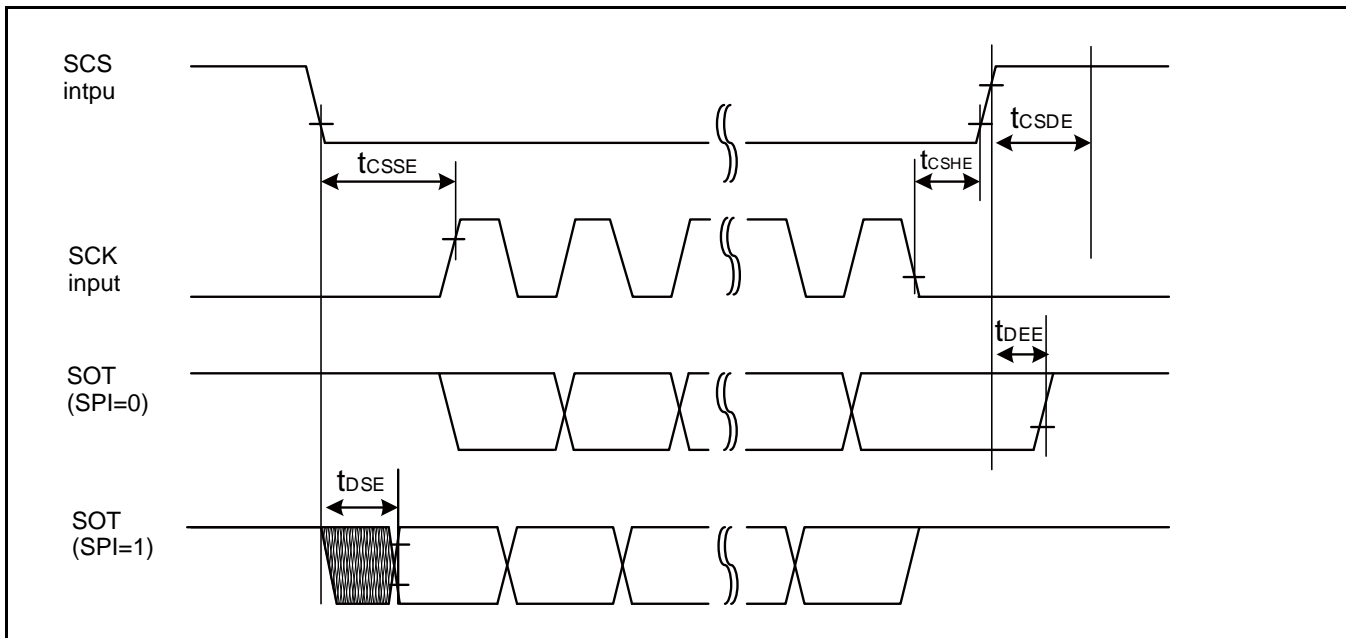 SCS
intpu
tCSDE
tCSSE
tCSHE
SCK
input
tDEE
SOT
(SPI=0)
tDSE
SOT
(SPI=1)